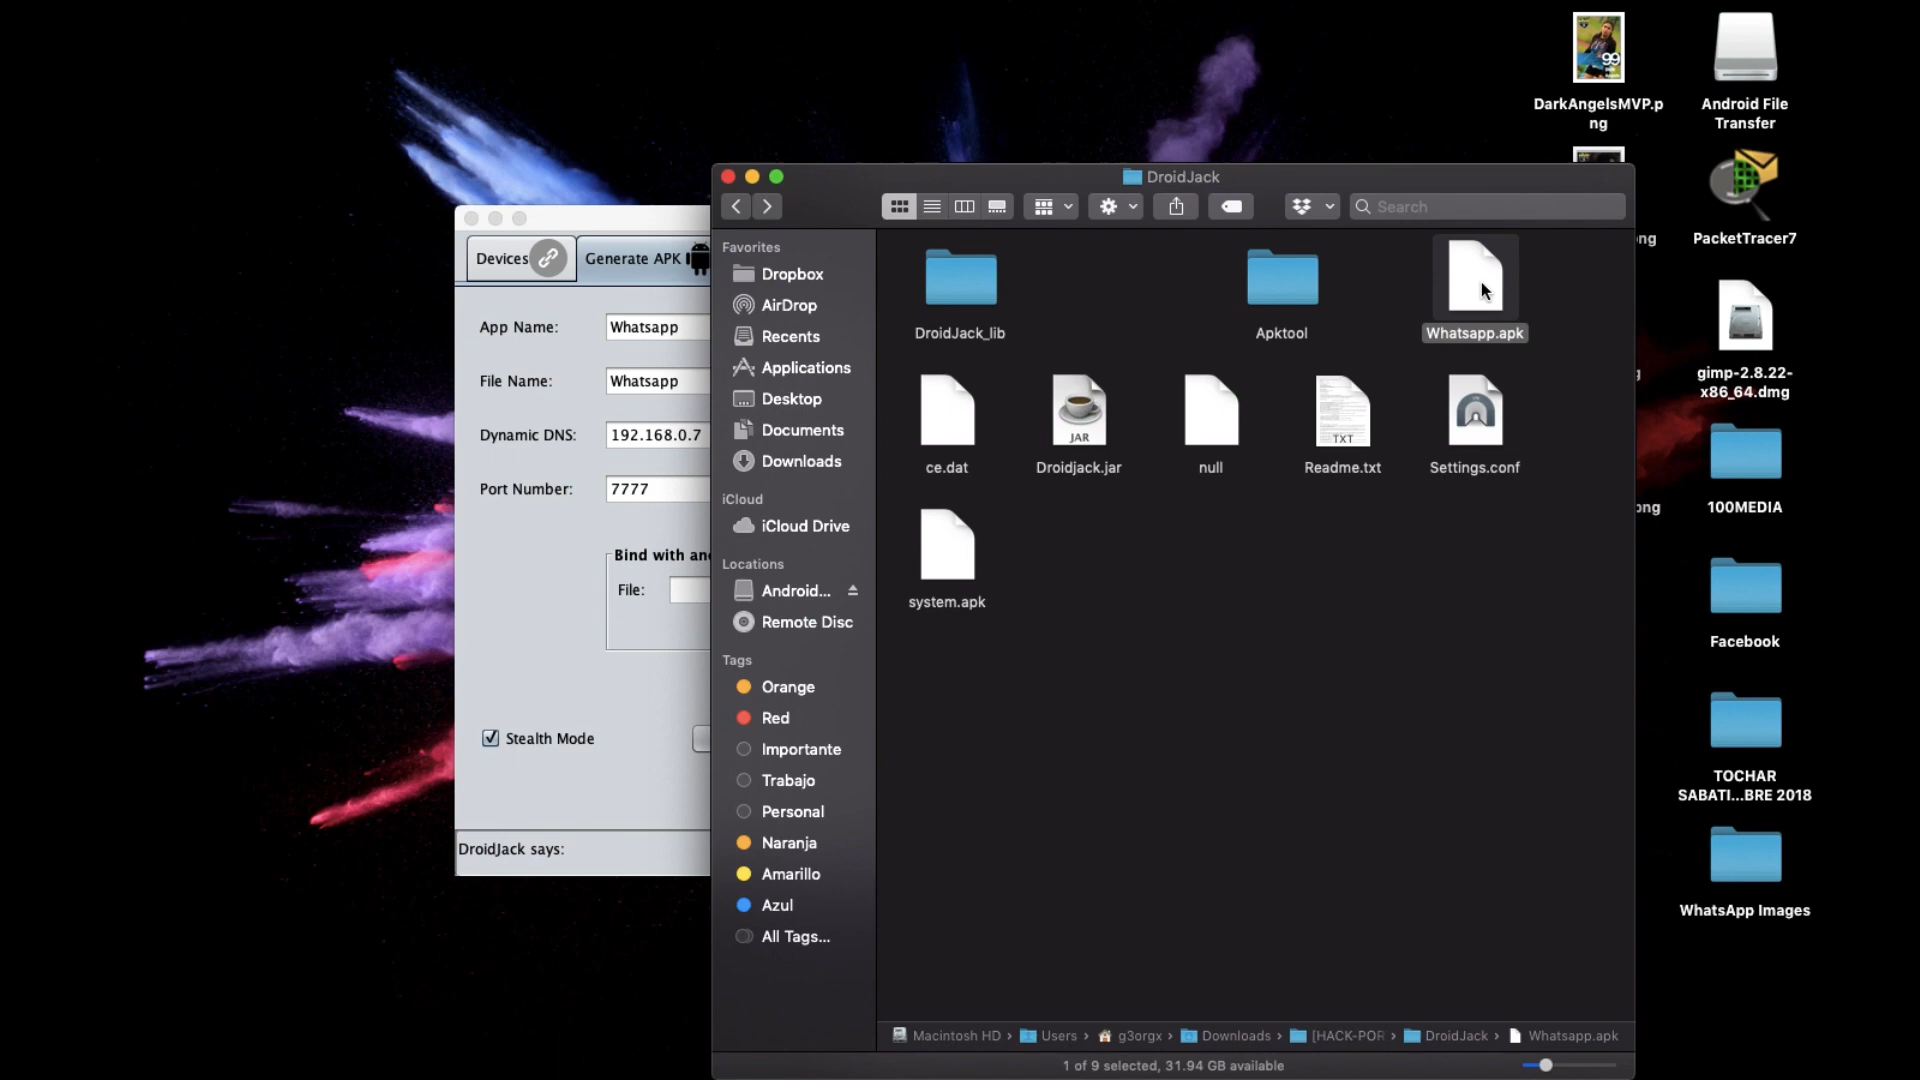 DarkAngelsMVP.p
ng
Android File
Transfer
99
DroidJack
Search
PacketTracer7
ng
Devices
Generate APK
Favorites
Dropbox
AirDrop
Recents
Applications
Desktop
Documents
Downloads
iCloud
iCloud Drive
Locations
Android...
Remote Disc
Tags
Orange
Red
Importante
Trabajo
Personal
Naranja
Amarillo
Azul
All Tags...
App Name:
Whatsapp
File Name:
Whatsapp
Dynamic DNS:
192.168.0.7
Port Number:
7777
Bind with an
File:
Stealth Mode
DroidJack says:
DroidJack_lib
Apktool
Whatsapp.apk
ce.dat
JAR
Droidjack.jar
null
TXT
Readme.txt
Settings.conf
system.apk
gimp-2.8.22-
x86_64.dmg
100MEDIA
Facebook
TOCHAR
SABATI...BRE 2018
WhatsApp Images
Macintosh HD › Users › g3orgx › Downloads › [HACK-POR › DroidJack › Whatsapp.apk
1 of 9 selected, 31.94 GB available